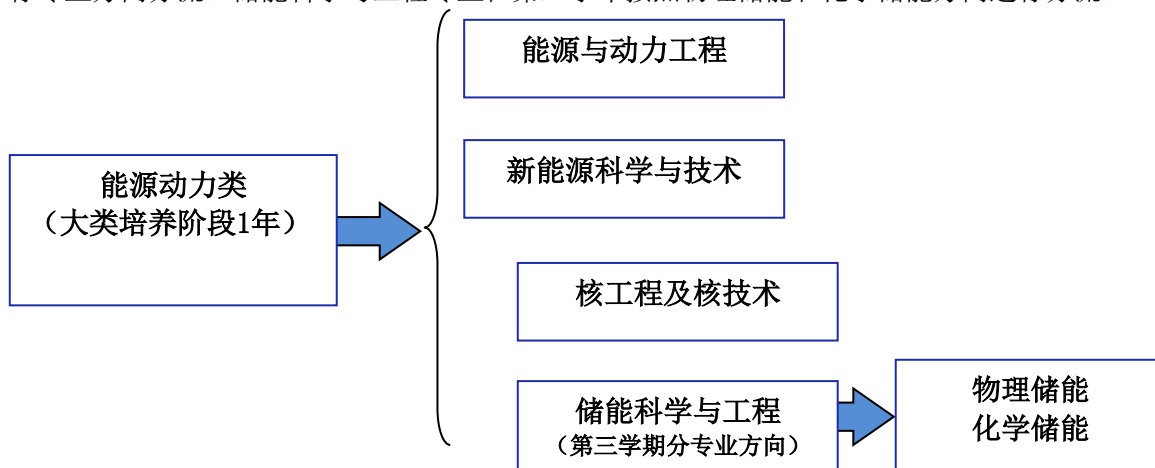 能源与动力工程
新能源科学与技术
能源动力类
（大类培养阶段1年）
核工程及核技术
储能科学与工程
（第三学期分专业方向）
物理储能
化学储能